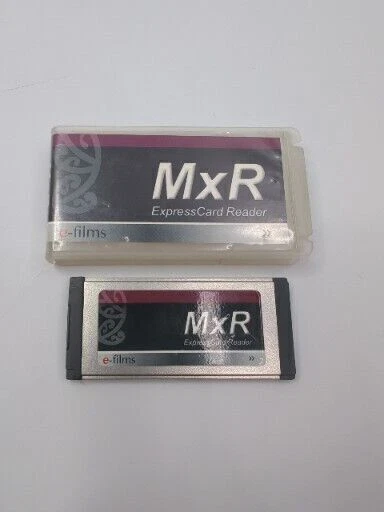 MxR
ExpressCard Reader
e-films
»
MxR
ExpressCard Reader
e-films
»